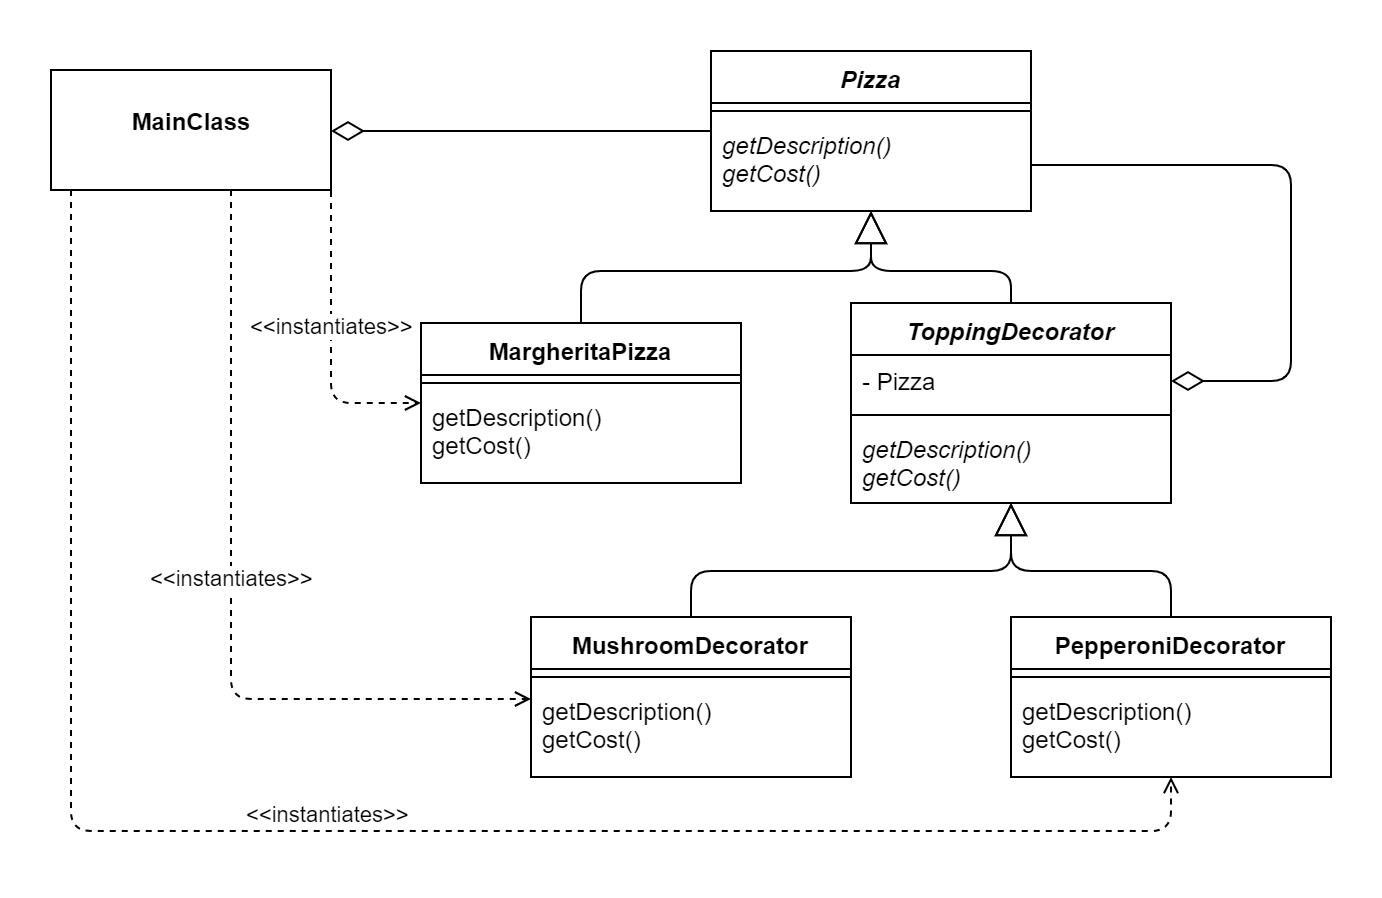 MainClass
Pizza
getDescription()
getCost()
<<instantiates>>
MargheritaPizza
getDescription()
getCost()
ToppingDecorator
- Pizza
getDescription()
getCost()
<<instantiates>>
MushroomDecorator
getDescription()
getCost()
PepperoniDecorator
getDescription()
getCost()
<<instantiates>>